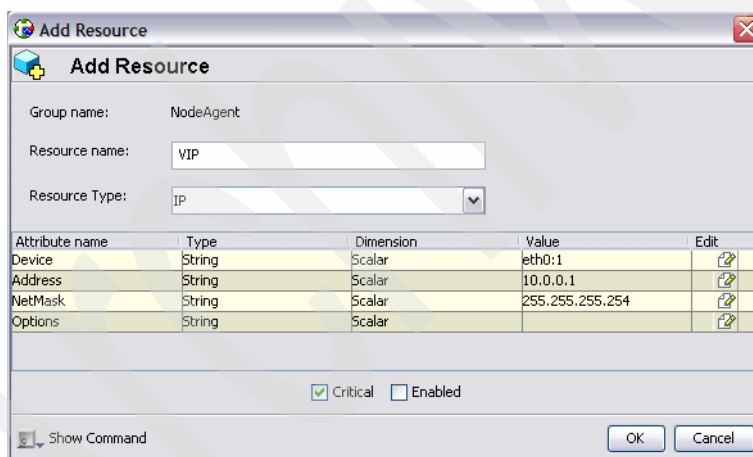 Add Resource
Add Resource
Group name: NodeAgent
Resource name: VIP
Resource Type: IP
Attribute name Type Dimension Value Edit
Device String Scalar eth0:1
Address String Scalar 10.0.0.1
NetMask String Scalar 255.255.255.254
Options String Scalar
Critical Enabled
Show Command OK Cancel